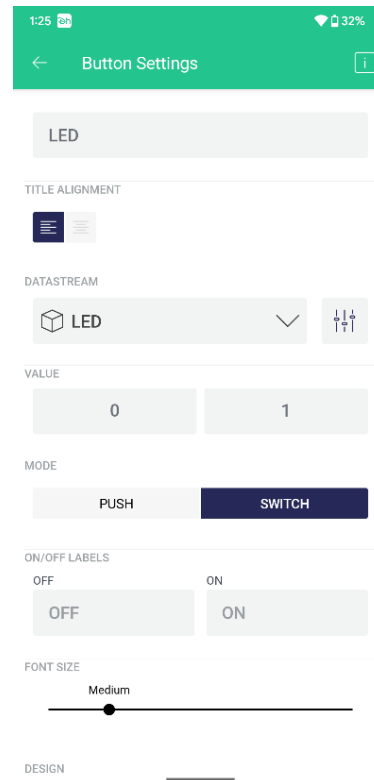 1:25 eh 32%
Button Settings
LED
TITLE ALIGNMENT
DATASTREAM
LED
VALUE
0 1
MODE
PUSH SWITCH
ON/OFF LABELS
OFF ON
OFF ON
FONT SIZE
Medium
DESIGN